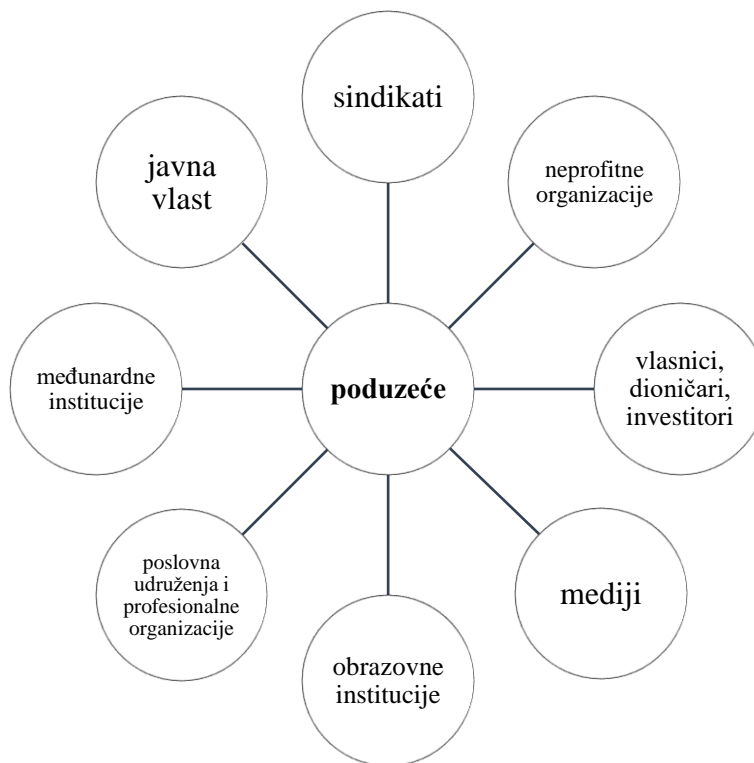 sindikati
javna
vlast
neprofitne
organizacije
međunardne
institucije
poduzeće
vlasnici,
dioničari,
investitori
poslovna
udruženja i
profesionalne
organizacije
mediji
obrazovne
institucije